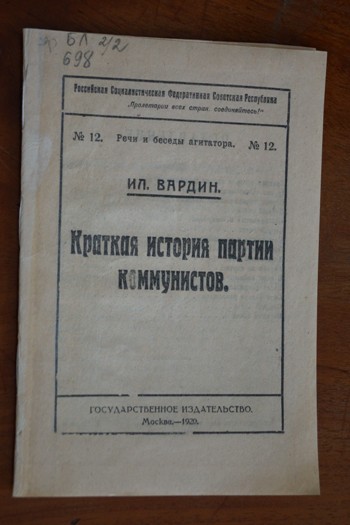 р БЛ 2/2
698
Российская Социалистическая Федеративная Советская Республика
„Пролетарии всех стран, соединяйтесь!"
№ 12. Речи и беседы агитатора. № 12.
ИЛ. ВАРДИН.
Краткая история партии
коммунистов.
ГОСУДАРСТВЕННОЕ ИЗДАТЕЛЬСТВО.
Москва.—1920.